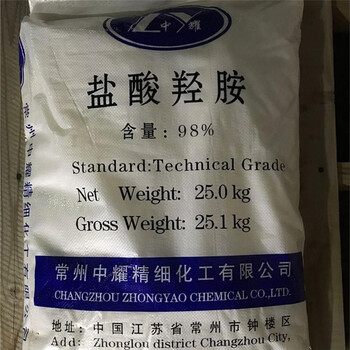 中耀
盐酸羟胺
含量：98%
Standard:Technical Grade
Net Weight: 25.0 kg
Gross Weight: 25.1 kg
常州中耀精细化工有限公司
CHANGZHOU ZHONGYAO CHEMICAL CO.,LTD.
地址：中国江苏省常州市钟楼区
Add: Zhonglou district Changzhou City,